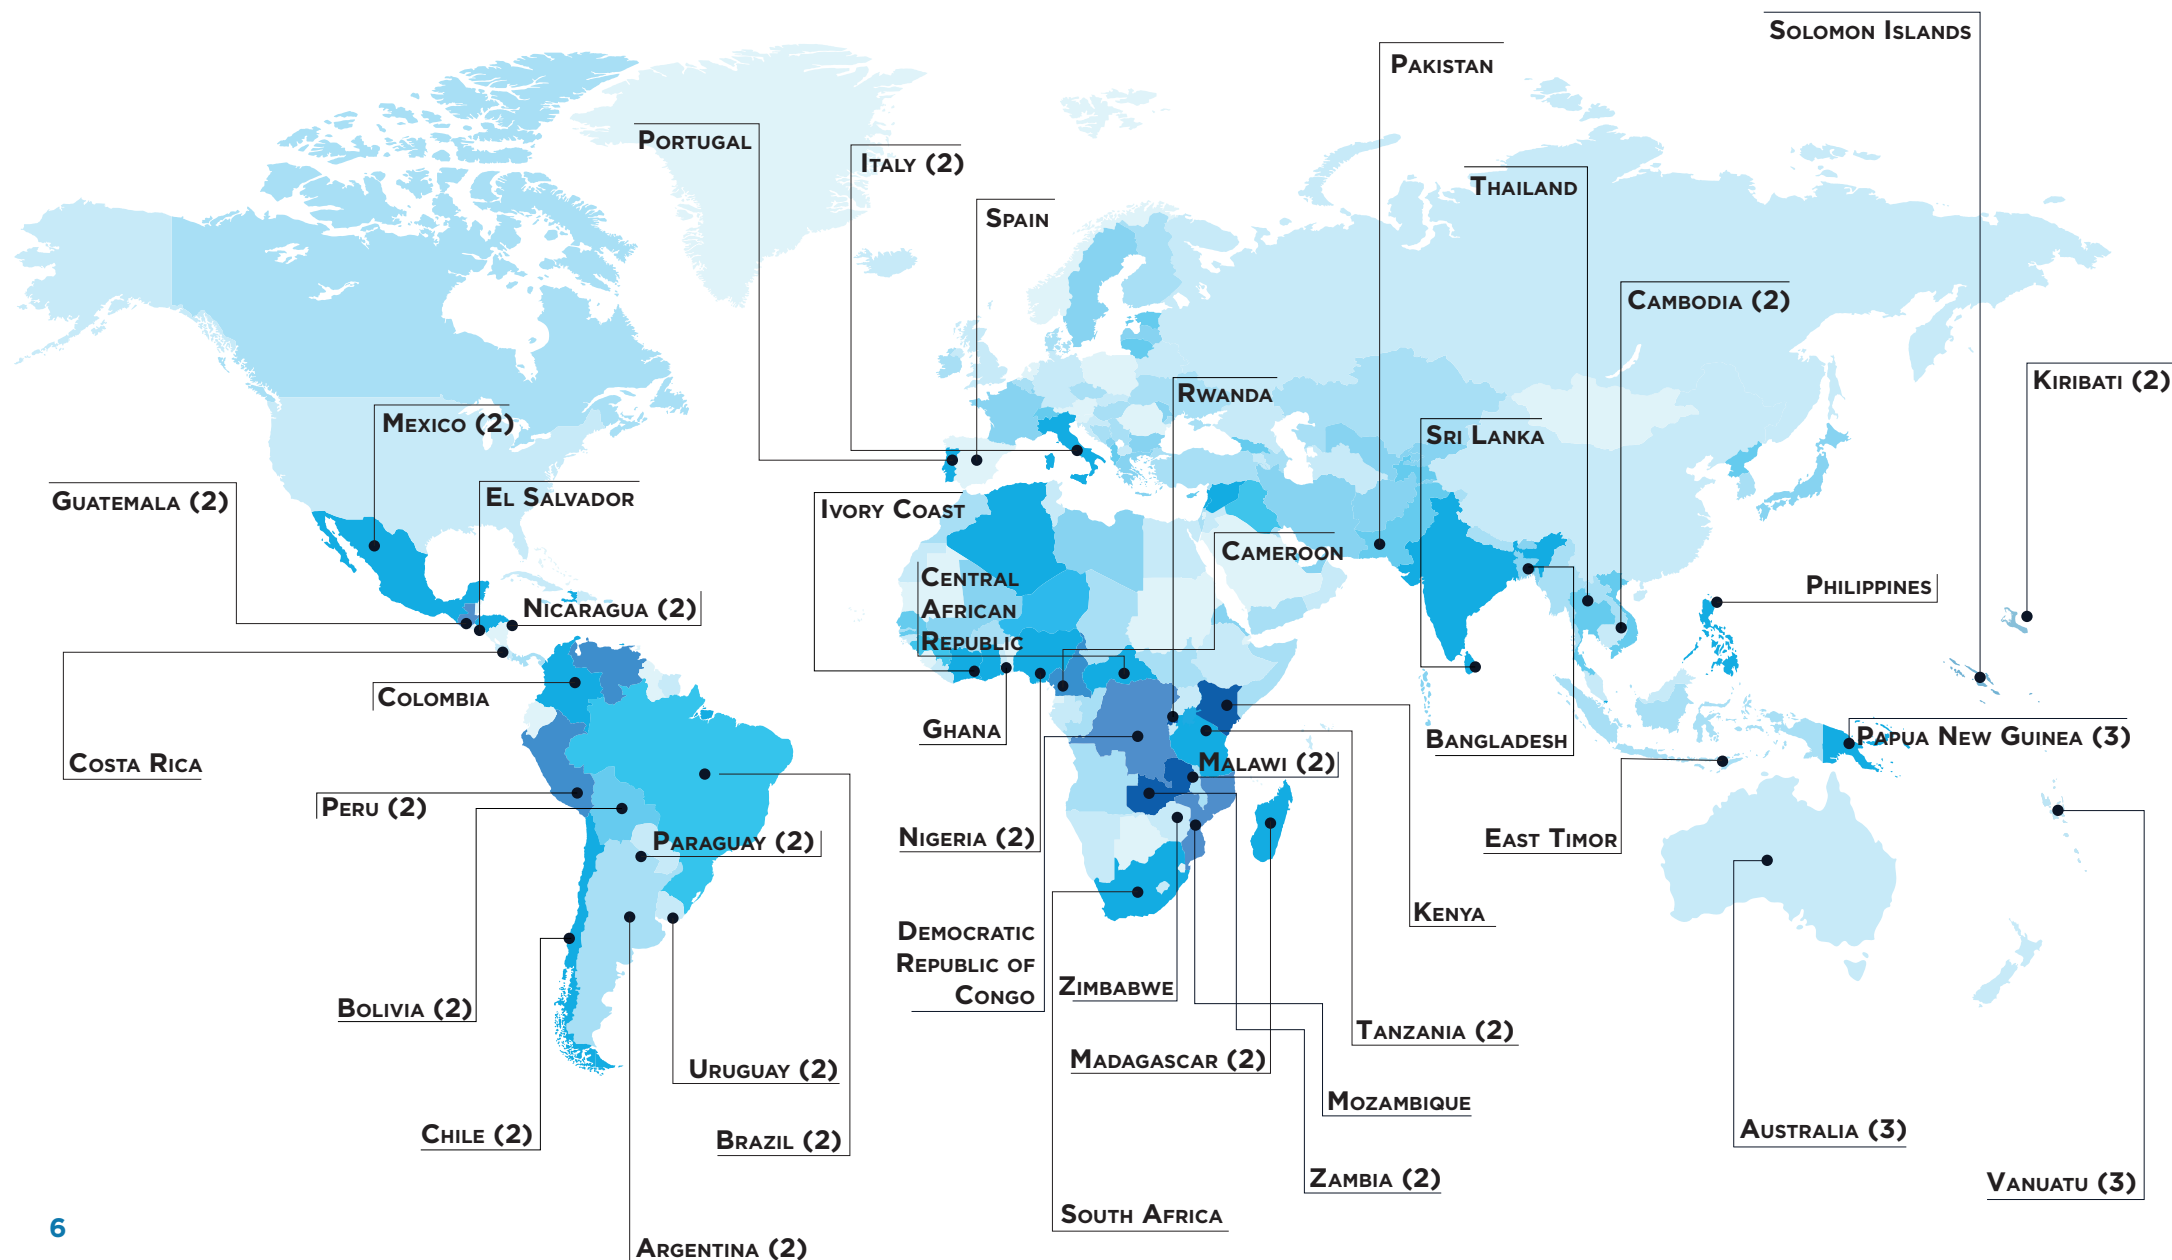 Solomon Islands
Pakistan
Portugal
Italy (2)
Thailand
Spain
Cambodia (2)
Kiribati (2)
Rwanda
Mexico (2)
Sri Lanka
Guatemala (2)
El Salvador
Ivory Coast
Cameroon
Central
African
Republic
Philippines
Nicaragua (2)
Colombia
Ghana
Bangladesh
Papua New Guinea (3)
Costa Rica
Malawi (2)
Peru (2)
Paraguay (2)
Nigeria (2)
East Timor
Kenya
Democratic
Republic of
Congo
Zimbabwe
Bolivia (2)
Tanzania (2)
Madagascar (2)
Uruguay (2)
Mozambique
Chile (2)
Brazil (2)
Australia (3)
Zambia (2)
Vanuatu (3)
South Africa
6
Argentina (2)